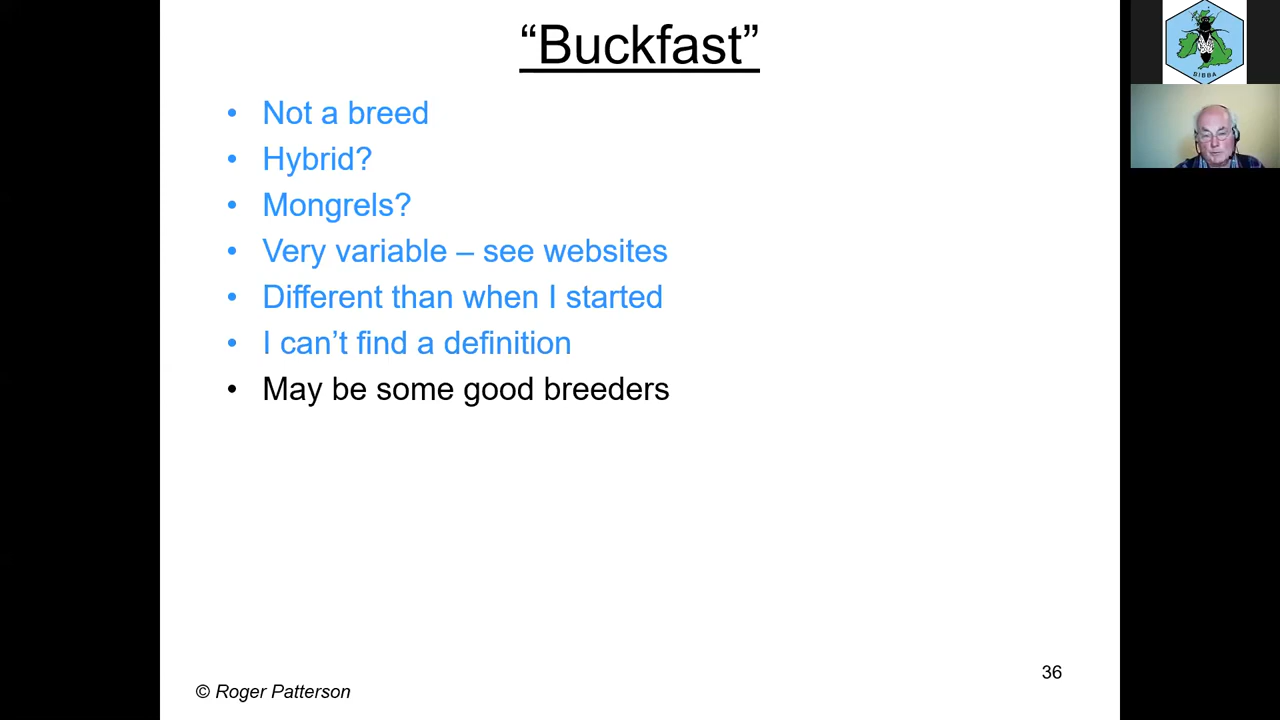 “Buckfast”
• Not a breed
• Hybrid?
• Mongrels?
• Very variable – see websites
• Different than when I started
• I can’t find a definition
• May be some good breeders
36
© Roger Patterson
BIBBA